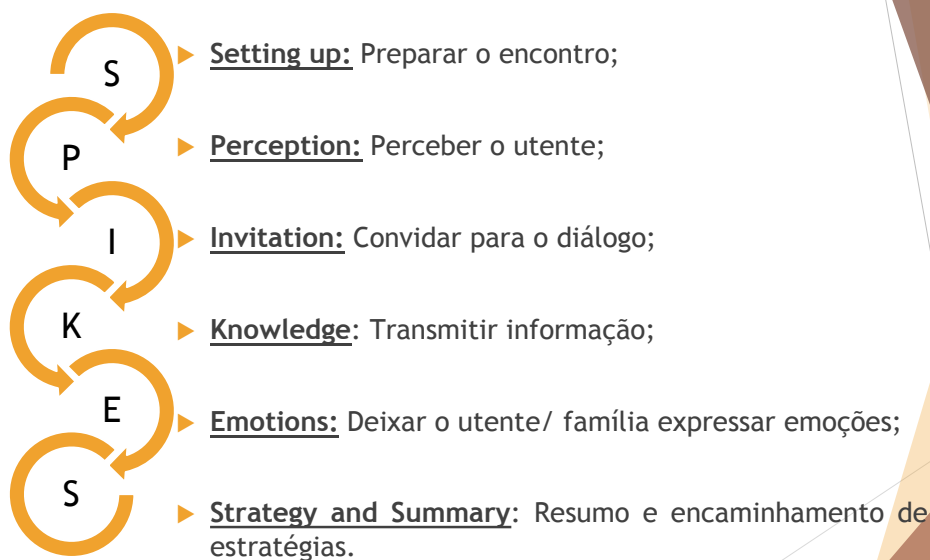 S
Setting up: Preparar o encontro;
P
Perception: Perceber o utente;
I
Invitation: Convidar para o diálogo;
K
Knowledge: Transmitir informação;
E
Emotions: Deixar o utente/ família expressar emoções;
S
Strategy and Summary: Resumo e encaminhamento de
estratégias.